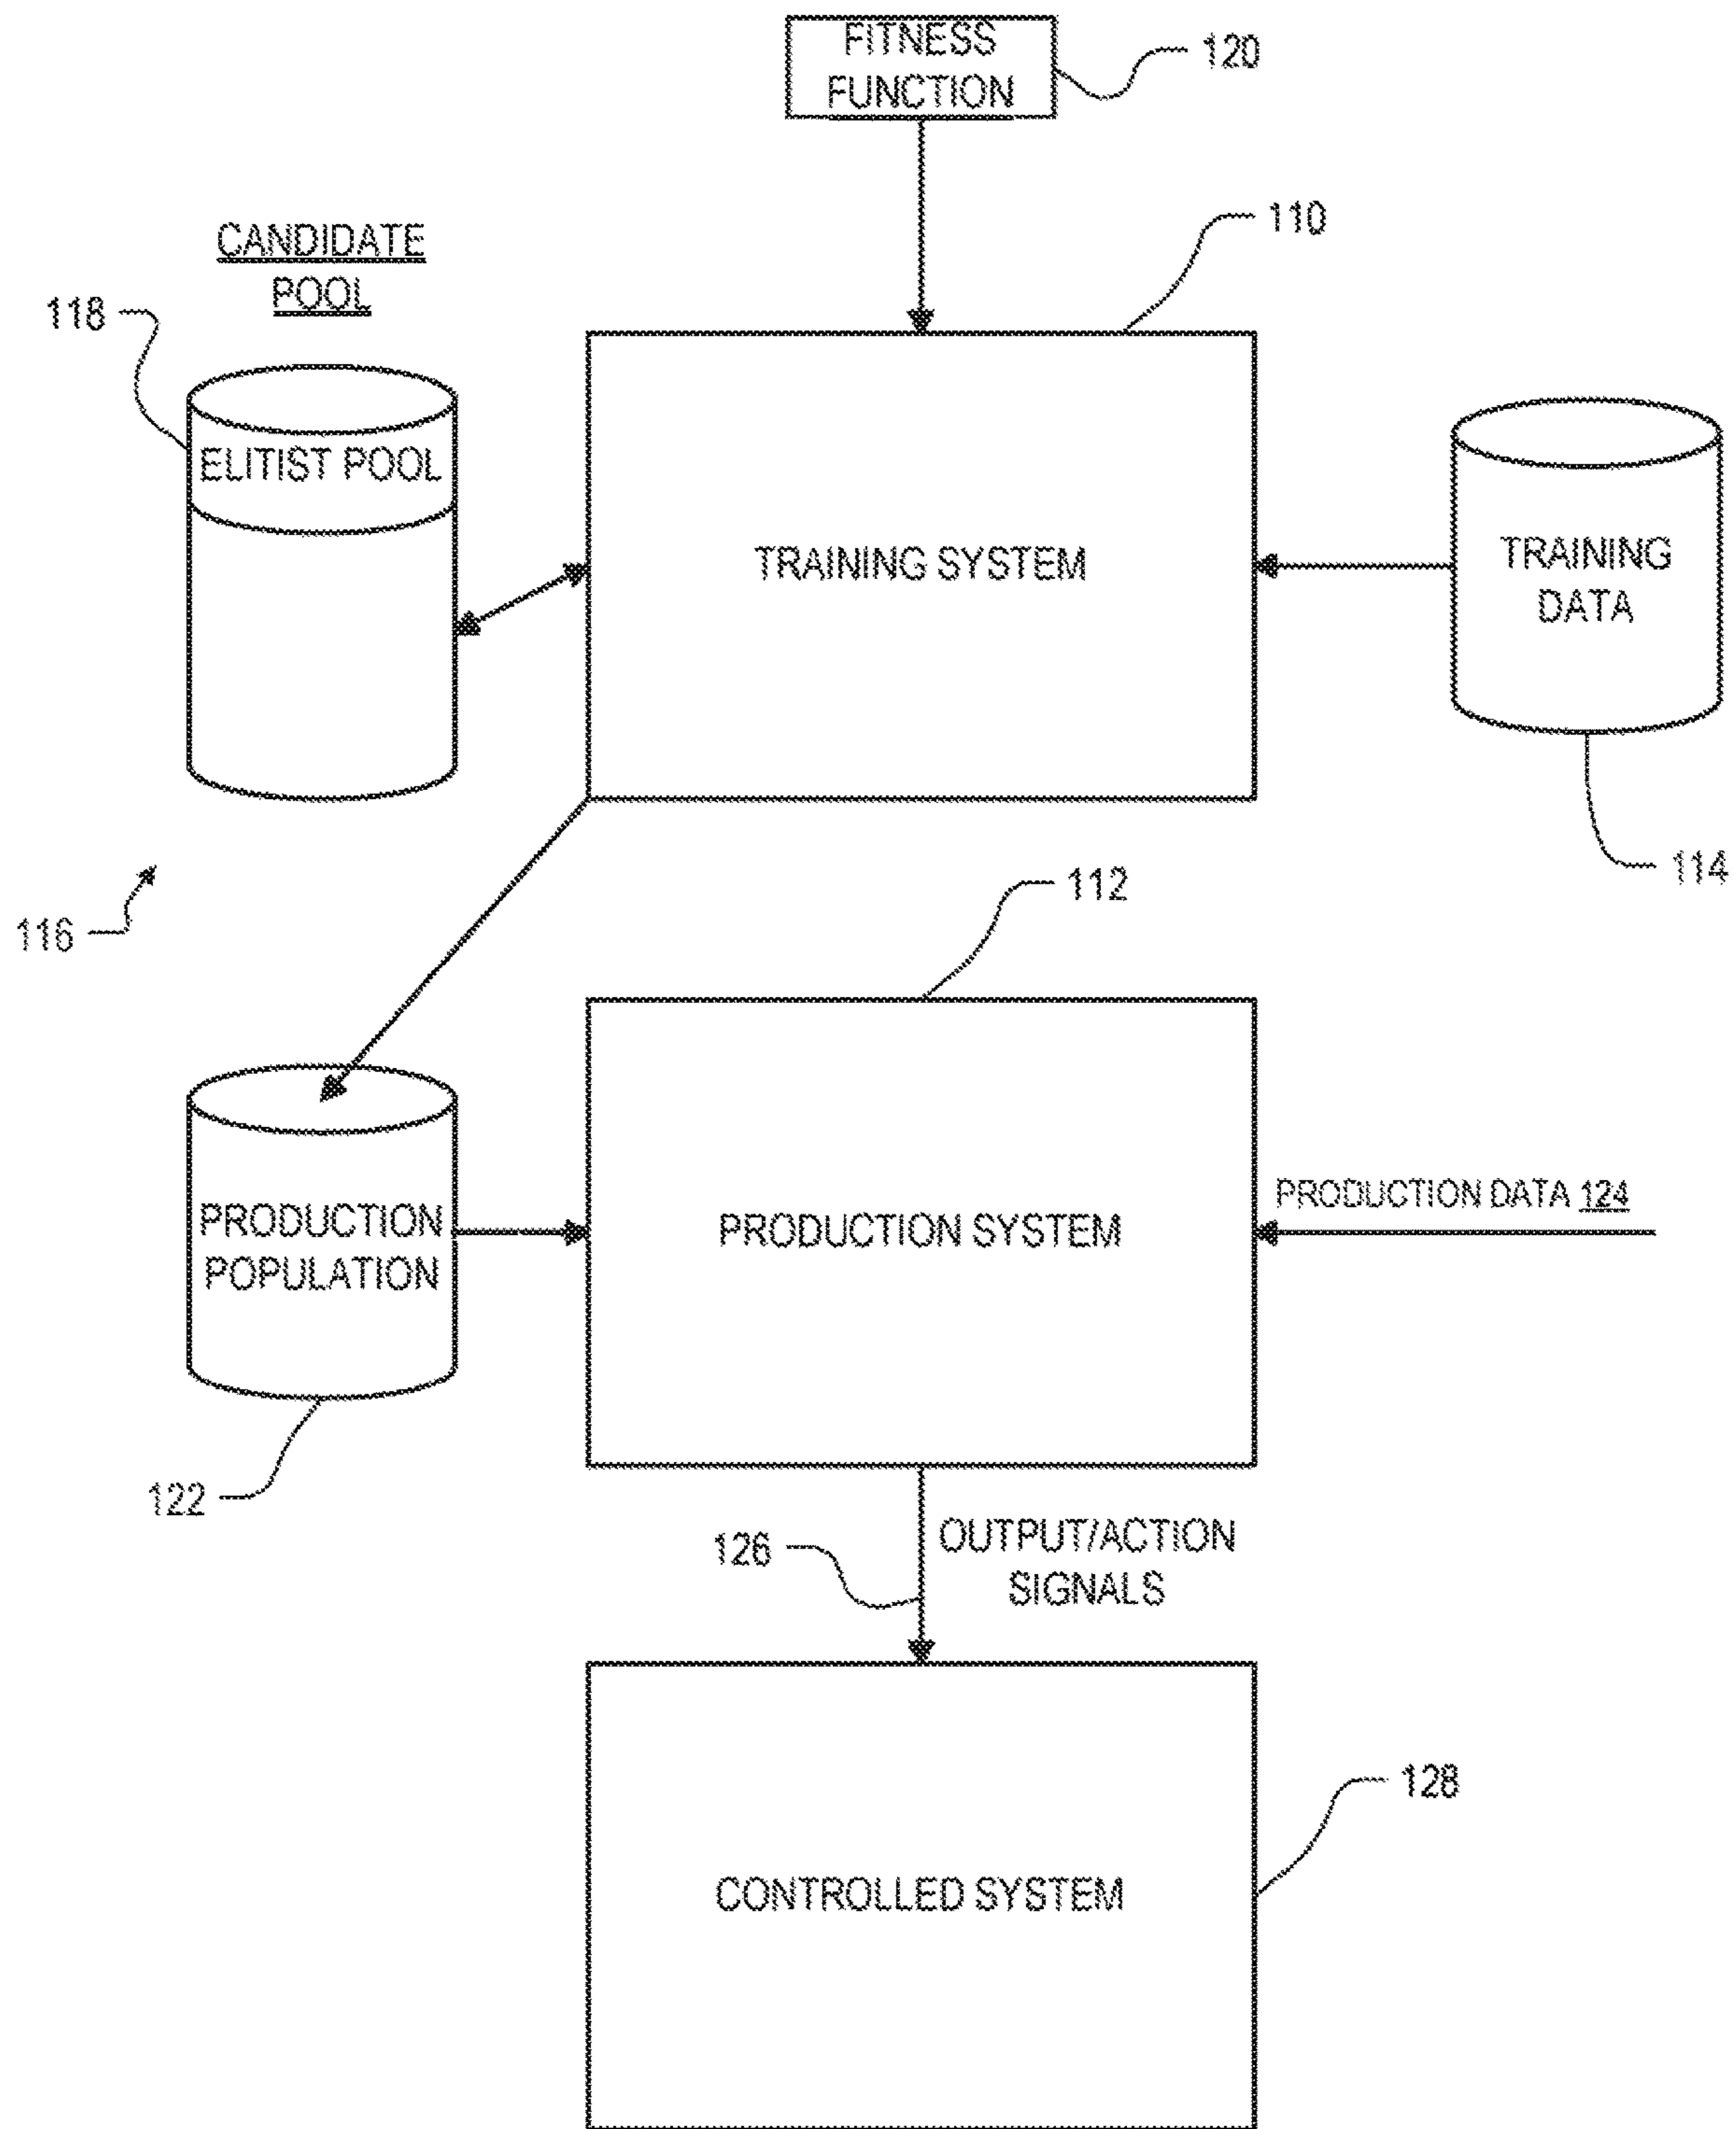 FITNESS
FUNCTION
120
110
CANDIDATE
POOL
118
ELITIST POOL
TRAINING SYSTEM
TRAINING
DATA
114
116
112
PRODUCTION
POPULATION
PRODUCTION SYSTEM
PRODUCTION DATA 124
122
126
OUTPUT/ACTION
SIGNALS
128
CONTROLLED SYSTEM